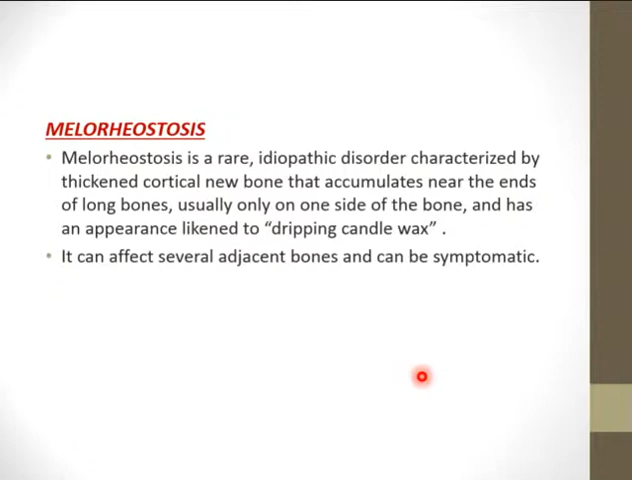 MELORHEOSTOSIS
• Melorheostosis is a rare, idiopathic disorder characterized by
thickened cortical new bone that accumulates near the ends
of long bones, usually only on one side of the bone, and has
an appearance likened to “dripping candle wax” .
• It can affect several adjacent bones and can be symptomatic.